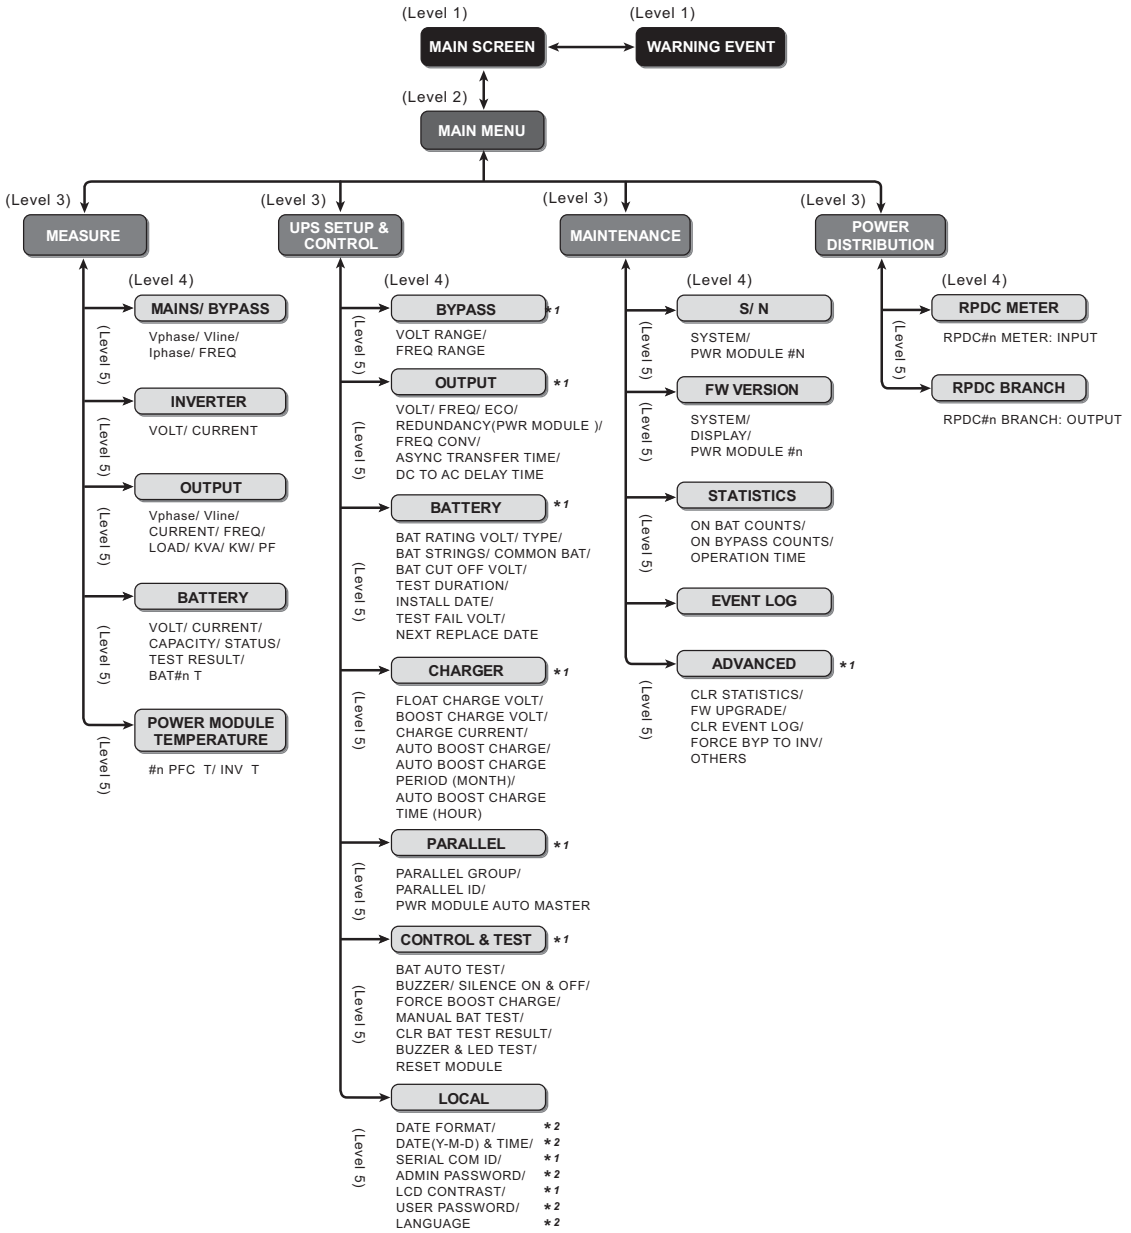 (Level 1)
(Level 1)
MAIN SCREEN
WARNING EVENT
(Level 2)
MAIN MENU
(Level 3)
MEASURE
(Level 4)
MAINS/ BYPASS
(Level 5)
Vphase/ Vline/
Iphase/ FREQ
INVERTER
VOLT/ CURRENT
OUTPUT
(Level 5)
Vphase/ Vline/
CURRENT/ FREQ/
LOAD/ KVA/ KW/ PF
BATTERY
(Level 5)
VOLT/ CURRENT/
CAPACITY/ STATUS/
TEST RESULT/
BAT#n T
POWER MODULE
TEMPERATURE
(Level 5)
#n PFC T/ INV T
(Level 3)
UPS SETUP &
CONTROL
(Level 4)
BYPASS *1
(Level 5)
VOLT RANGE/
FREQ RANGE
OUTPUT *1
(Level 5)
VOLT/ FREQ/ ECO/
REDUNDANCY(PWR MODULE )/
FREQ CONV/
ASYNC TRANSFER TIME/
DC TO AC DELAY TIME
BATTERY *1
(Level 5)
BAT RATING VOLT/ TYPE/
BAT STRINGS/ COMMON BAT/
BAT CUT OFF VOLT/
TEST DURATION/
INSTALL DATE/
TEST FAIL VOLT/
NEXT REPLACE DATE
CHARGER *1
(Level 5)
FLOAT CHARGE VOLT/
BOOST CHARGE VOLT/
CHARGE CURRENT/
AUTO BOOST CHARGE/
AUTO BOOST CHARGE
PERIOD (MONTH)/
AUTO BOOST CHARGE
TIME (HOUR)
PARALLEL *1
(Level 5)
PARALLEL GROUP/
PARALLEL ID/
PWR MODULE AUTO MASTER
CONTROL & TEST *1
(Level 5)
BAT AUTO TEST/
BUZZER/ SILENCE ON & OFF/
FORCE BOOST CHARGE/
MANUAL BAT TEST/
CLR BAT TEST RESULT/
BUZZER & LED TEST/
RESET MODULE
LOCAL
(Level 5)
DATE FORMAT/ *2
DATE(Y-M-D) & TIME/ *2
SERIAL COM ID/ *1
ADMIN PASSWORD/ *2
LCD CONTRAST/ *1
USER PASSWORD/ *2
LANGUAGE *2
(Level 3)
MAINTENANCE
(Level 4)
S/ N
(Level 5)
SYSTEM/
PWR MODULE #N
FW VERSION
(Level 5)
SYSTEM/
DISPLAY/
PWR MODULE #n
STATISTICS
(Level 5)
ON BAT COUNTS/
ON BYPASS COUNTS/
OPERATION TIME
EVENT LOG
ADVANCED *1
(Level 5)
CLR STATISTICS/
FW UPGRADE/
CLR EVENT LOG/
FORCE BYP TO INV/
OTHERS
(Level 3)
POWER
DISTRIBUTION
(Level 4)
RPDC METER
(Level 5)
RPDC#n METER: INPUT
RPDC BRANCH
RPDC#n BRANCH: OUTPUT